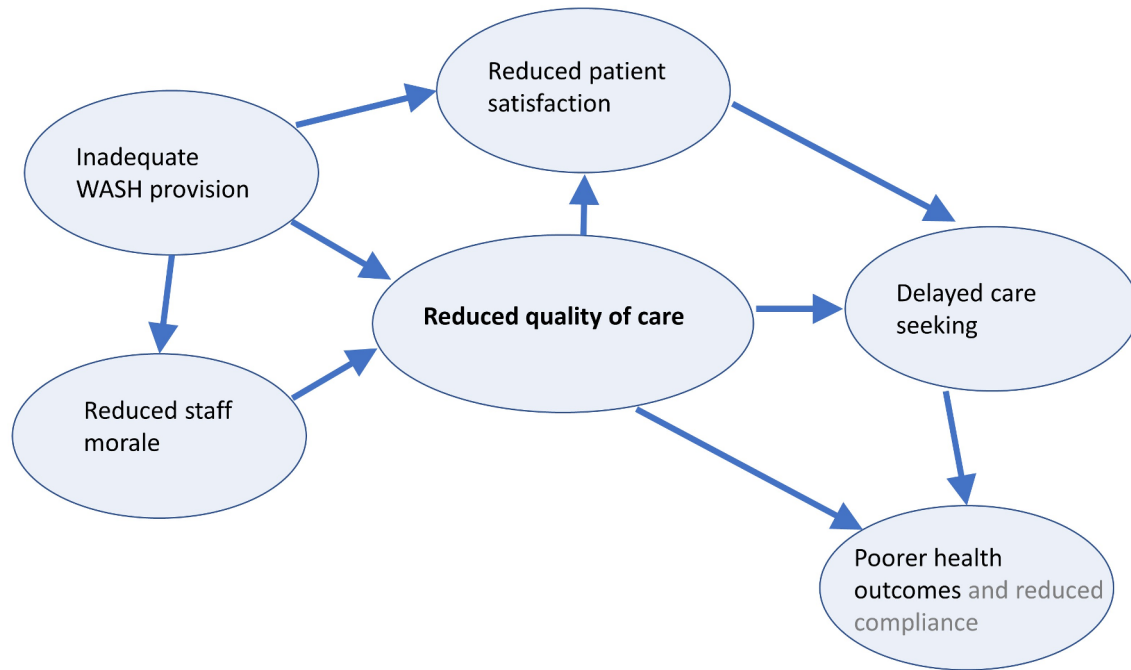 Reduced patient
satisfaction
Inadequate
WASH provision
Reduced quality of care
Delayed care
seeking
Reduced staff
morale
Poorer health
outcomes and reduced
compliance